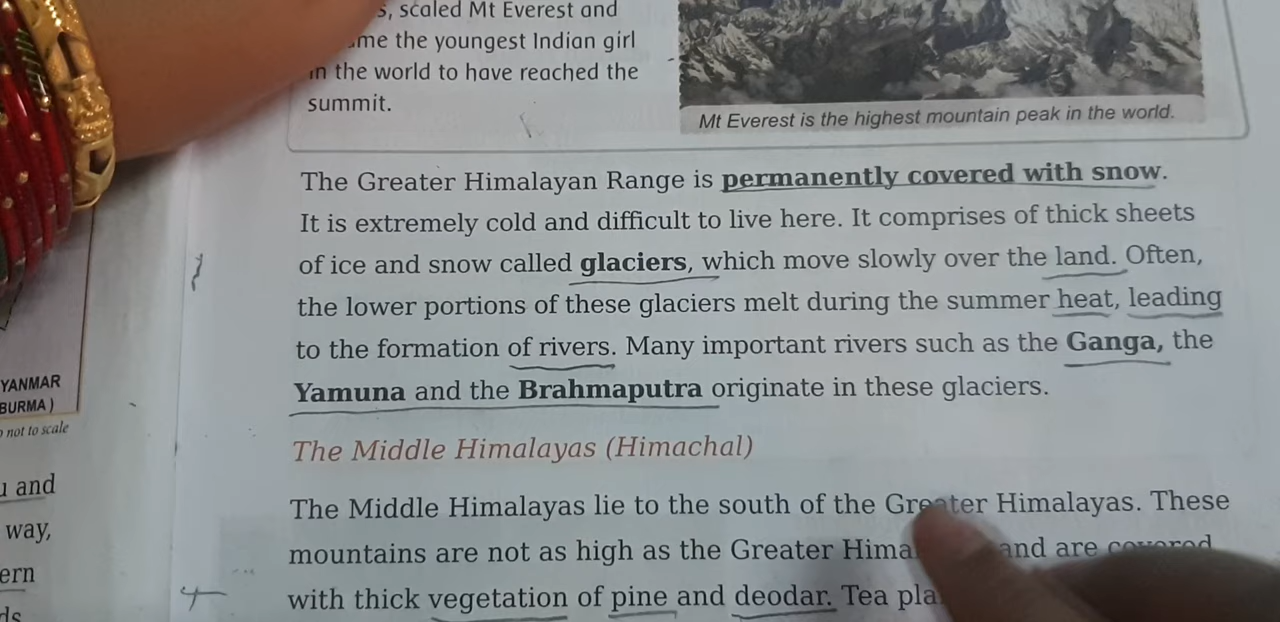 s, scaled Mt Everest and
me the youngest Indian girl
in the world to have reached the
summit.
Mt Everest is the highest mountain peak in the world.
The Greater Himalayan Range is permanently covered with snow.
It is extremely cold and difficult to live here. It comprises of thick sheets
of ice and snow called glaciers, which move slowly over the land. Often,
the lower portions of these glaciers melt during the summer heat, leading
to the formation of rivers. Many important rivers such as the Ganga, the
Yamuna and the Brahmaputra originate in these glaciers.
The Middle Himalayas (Himachal)
The Middle Himalayas lie to the south of the Greater Himalayas. These
mountains are not as high as the Greater Hima and are covered
with thick vegetation of pine and deodar. Tea pla
YANMAR
BURMA)
not to scale
and
way,
ern
ds